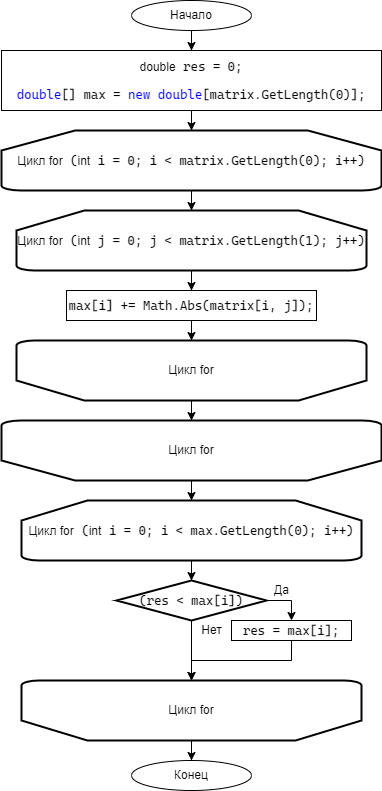 Начало
double res = 0;
double[] max = new double[matrix.GetLength(0)];
Цикл for (int i = 0; i < matrix.GetLength(0); i++)
Цикл for (int j = 0; j < matrix.GetLength(1); j++)
max[i] += Math.Abs(matrix[i, j]);
Цикл for
Цикл for
Цикл for (int i = 0; i < max.GetLength(0); i++)
(res < max[i])
Да
Нет
res = max[i];
Цикл for
Конец